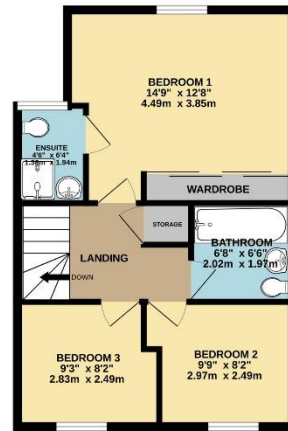 BEDROOM 1
14'9" x 12'8"
4.49m x 3.85m
ENSUITE
4'6" x 6'4"
1.36m x 1.94m
WARDROBE
STORAGE
BATHROOM
6'8" x 6'6"
2.02m x 1.97m
LANDING
DOWN
BEDROOM 3
9'3" x 8'2"
2.83m x 2.49m
BEDROOM 2
9'9" x 8'2"
2.97m x 2.49m